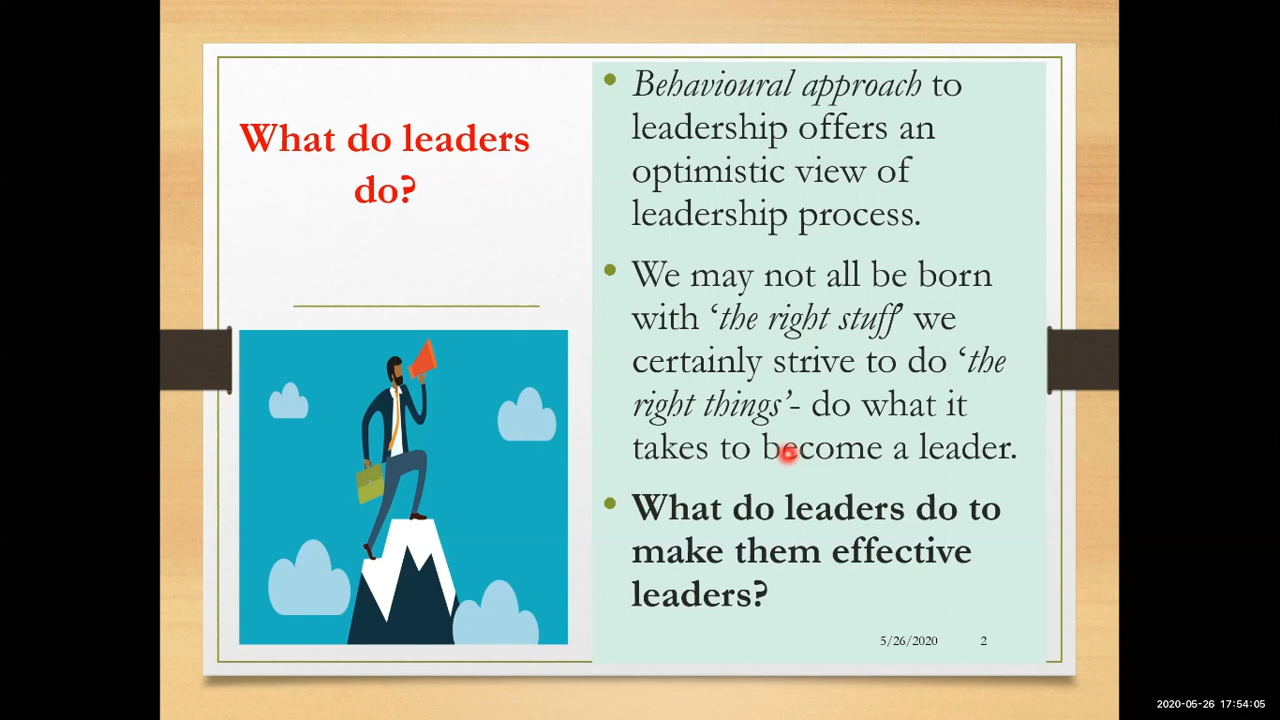 What do leaders
do?
• Behavioural approach to
leadership offers an
optimistic view of
leadership process.
• We may not all be born
with ‘the right stuff’ we
certainly strive to do ‘the
right things’- do what it
takes to become a leader.
• What do leaders do to
make them effective
leaders?
5/26/2020 2
2020-05-26 17:54:05